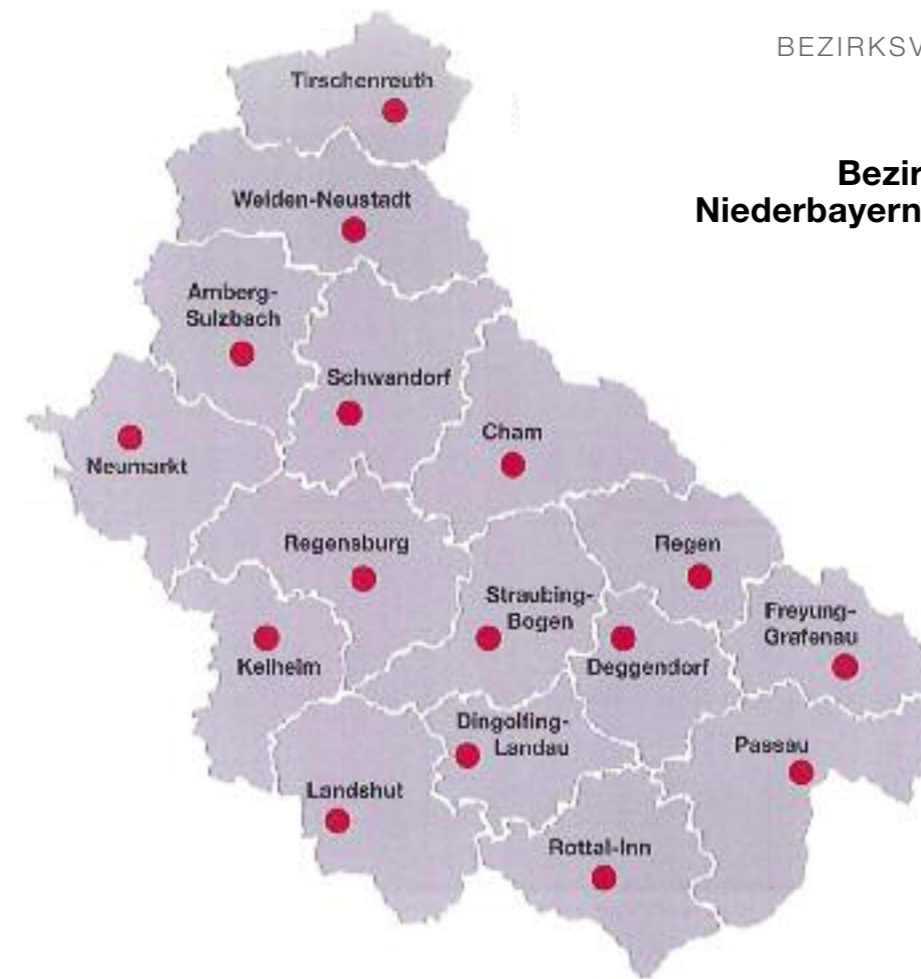 BEZIRKSV
Bezir
Niederbayern
Tirschenreuth
Weiden-Neustadt
Amberg-
Sulzbach
Schwandorf
Cham
Neumarkt
Regensburg
Regen
Straubing-
Bogen
Freyung-
Grafenau
Kelheim
Deggendorf
Dingolfing-
Landau
Passau
Landshut
Rottal-Inn